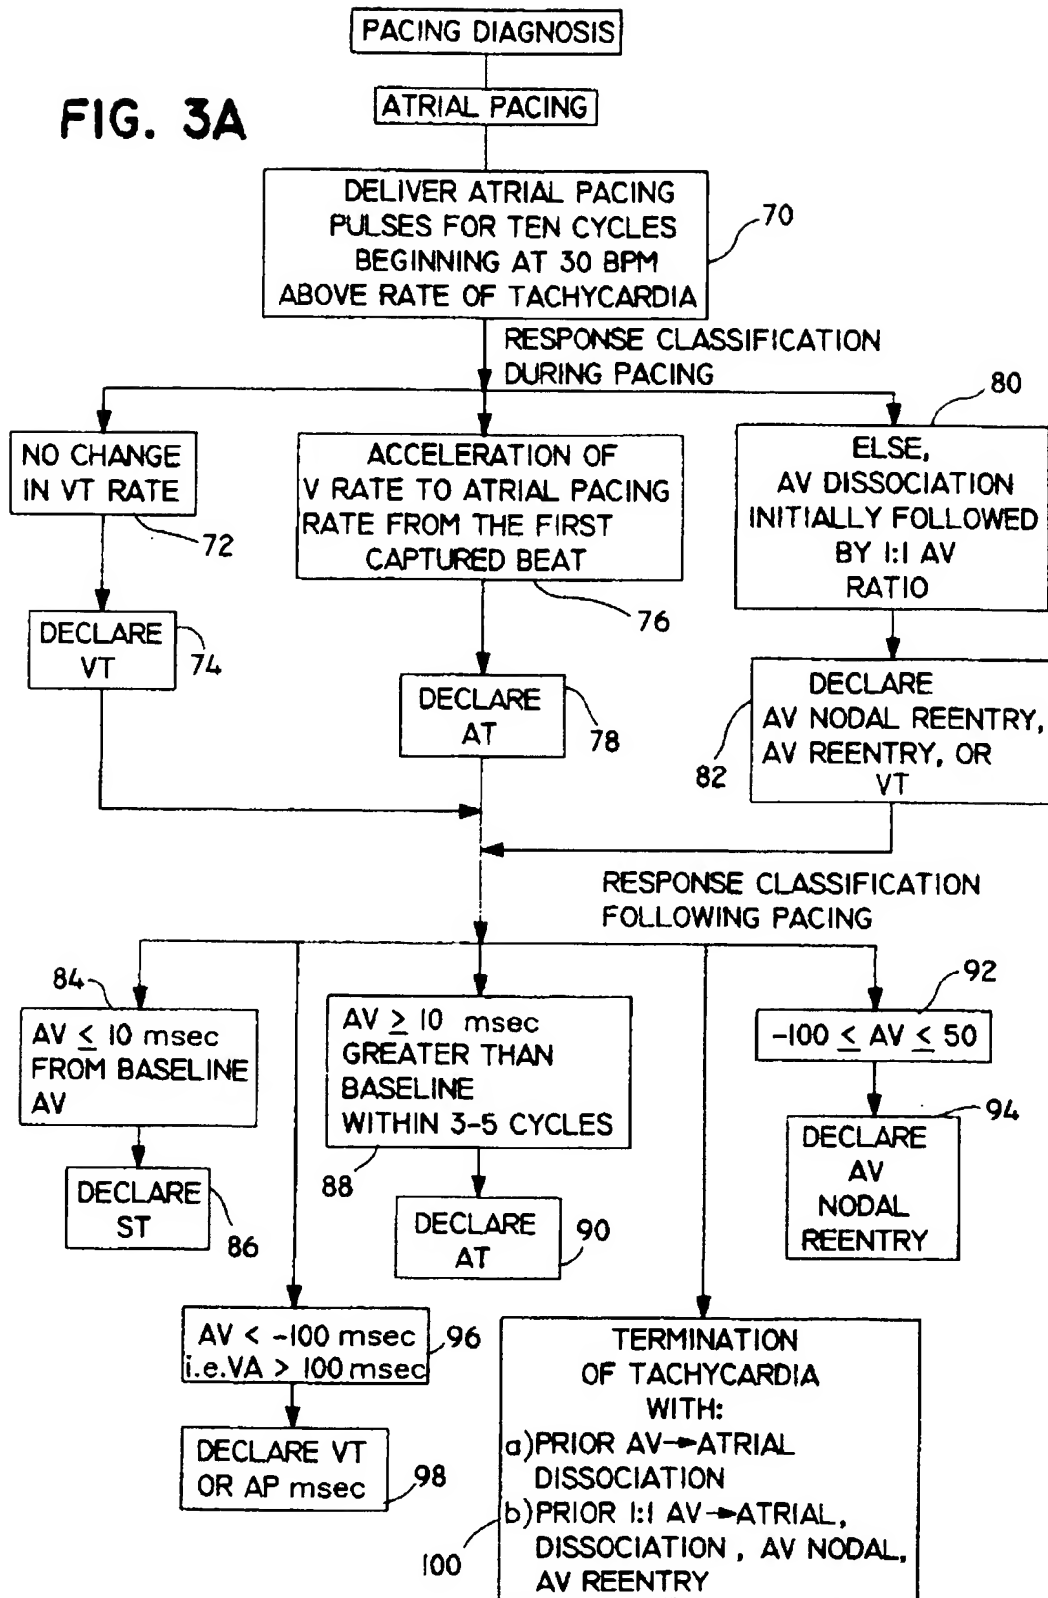 PACING DIAGNOSIS
FIG. 3A
ATRIAL PACING
DELIVER ATRIAL PACING
PULSES FOR TEN CYCLES
BEGINNING AT 30 BPM
ABOVE RATE OF TACHYCARDIA
70
RESPONSE CLASSIFICATION
DURING PACING
NO CHANGE
IN VT RATE
72
DECLARE
VT
74
ACCELERATION OF
V RATE TO ATRIAL PACING
RATE FROM THE FIRST
CAPTURED BEAT
76
DECLARE
AT
78
80
ELSE,
AV DISSOCIATION
INITIALLY FOLLOWED
BY 1:1 AV
RATIO
DECLARE
AV NODAL REENTRY,
AV REENTRY, OR
VT
82
RESPONSE CLASSIFICATION
FOLLOWING PACING
84
AV ≤ 10 msec
FROM BASELINE
AV
DECLARE
ST
86
AV ≥ 10 msec
GREATER THAN
BASELINE
WITHIN 3-5 CYCLES
88
DECLARE
AT
90
92
-100 ≤ AV ≤ 50
94
DECLARE
AV
NODAL
REENTRY
AV < -100 msec
i.e.VA > 100 msec
96
DECLARE VT
OR AP msec
98
TERMINATION
OF TACHYCARDIA
WITH:
a)PRIOR AV→ATRIAL
DISSOCIATION
b)PRIOR 1:1 AV→ATRIAL,
DISSOCIATION , AV NODAL,
AV REENTRY
100